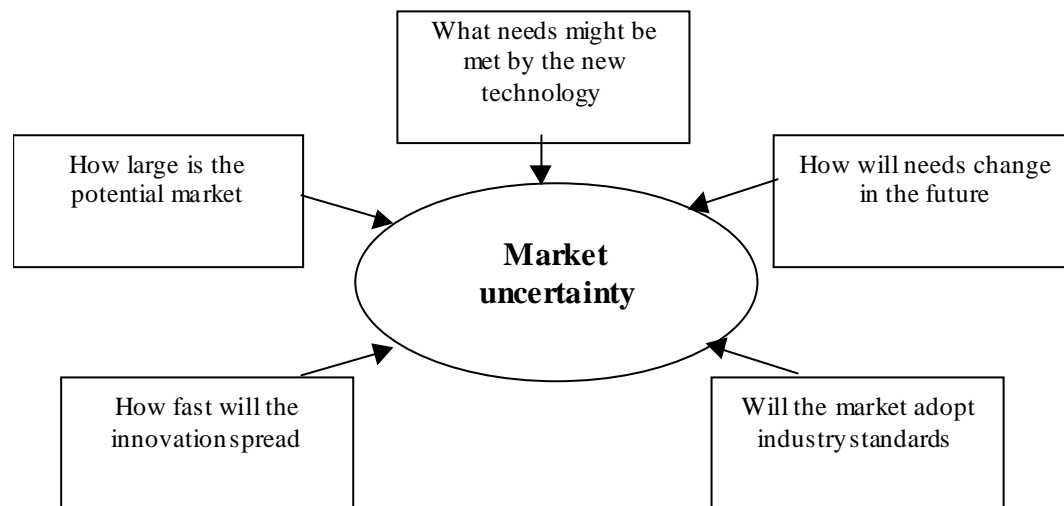 What needs might be
met by the new
technology
How large is the
potential market
How will needs change
in the future
Market
uncertainty
How fast will the
innovation spread
Will the market adopt
industry standards